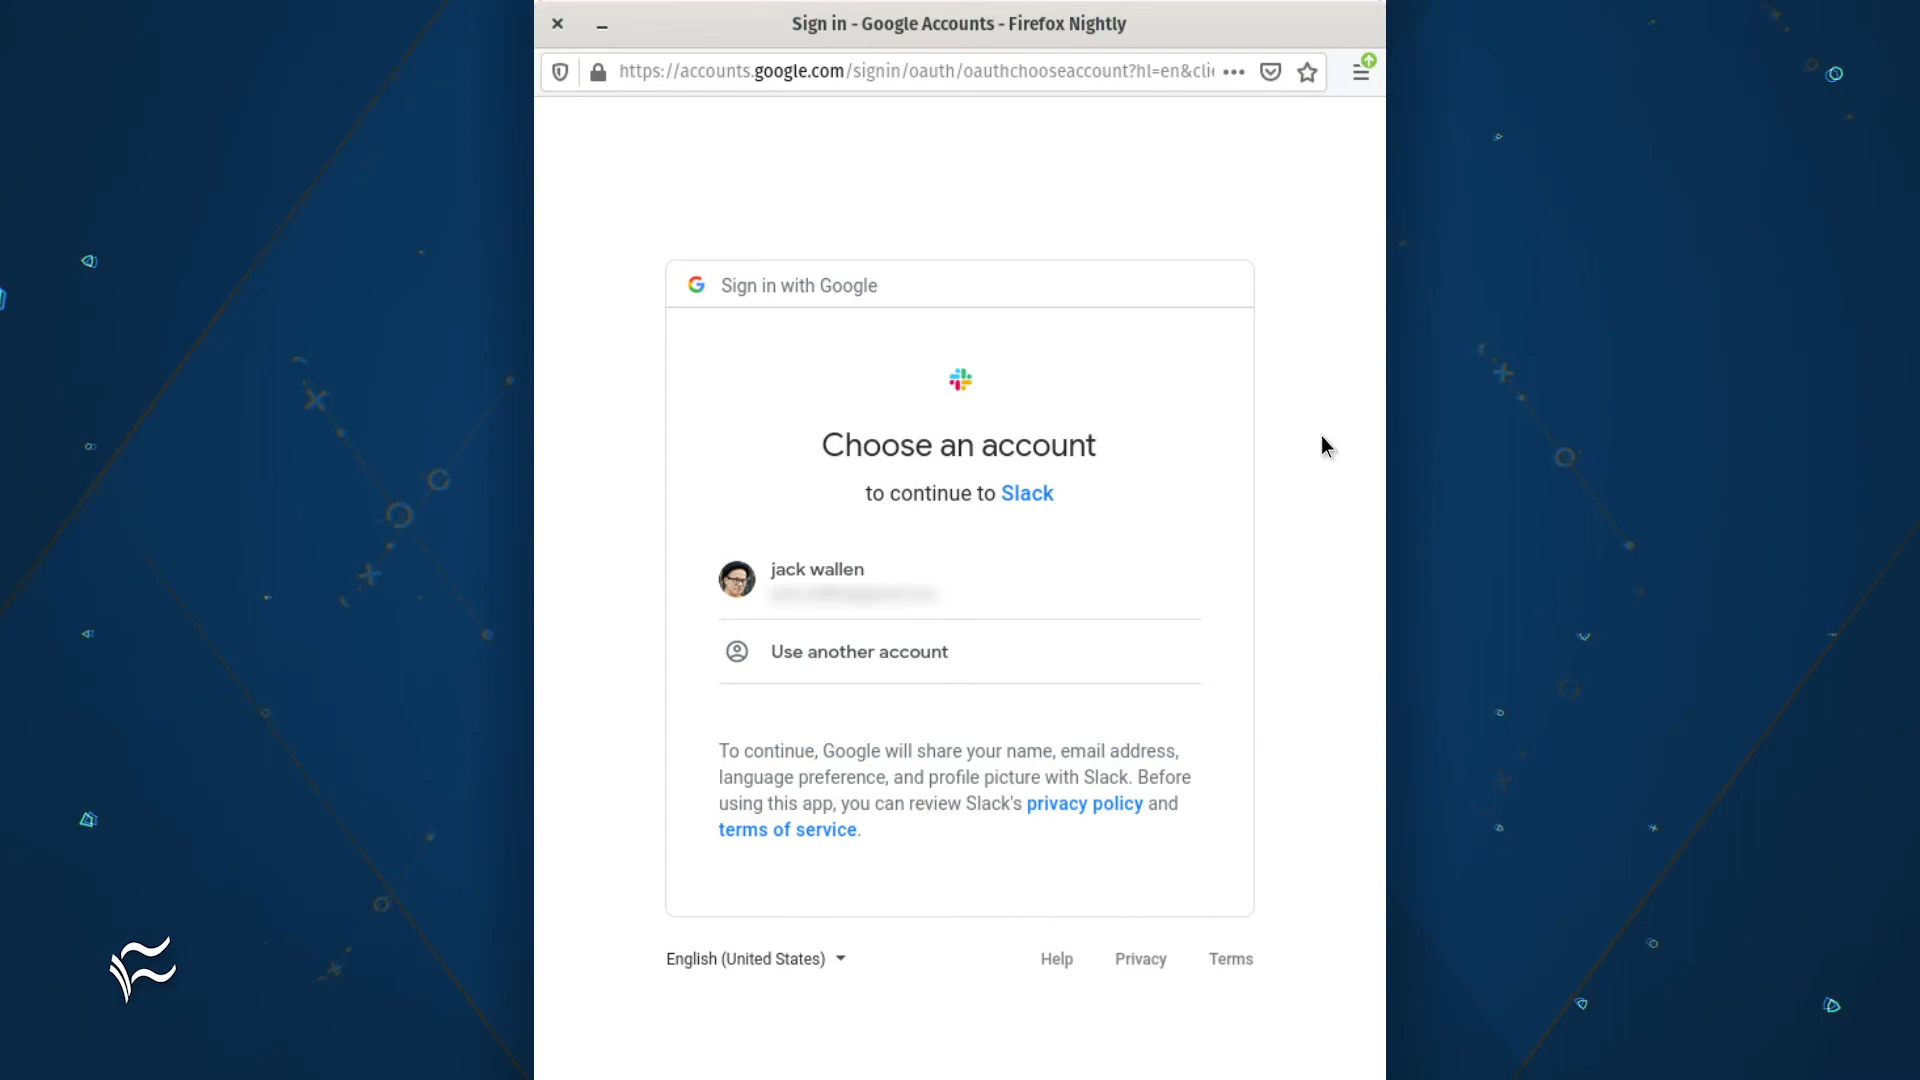 Sign in - Google Accounts - Firefox Nightly
https://accounts.google.com/signin/oauth/oauthchooseaccount?hl=en&cli
Sign in with Google
Choose an account
to continue to Slack
jack wallen
Use another account
To continue, Google will share your name, email address,
language preference, and profile picture with Slack. Before
using this app, you can review Slack's privacy policy and
terms of service.
English (United States)
Help Privacy Terms